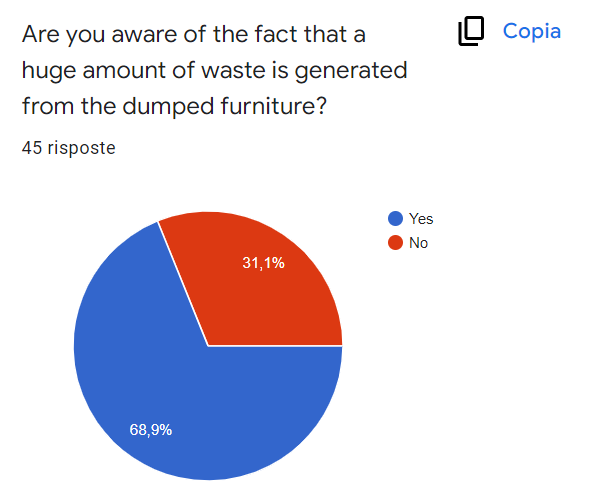 Are you aware of the fact that a
huge amount of waste is generated
from the dumped furniture?
Copia
45 risposte
Yes
No
31,1%
68,9%